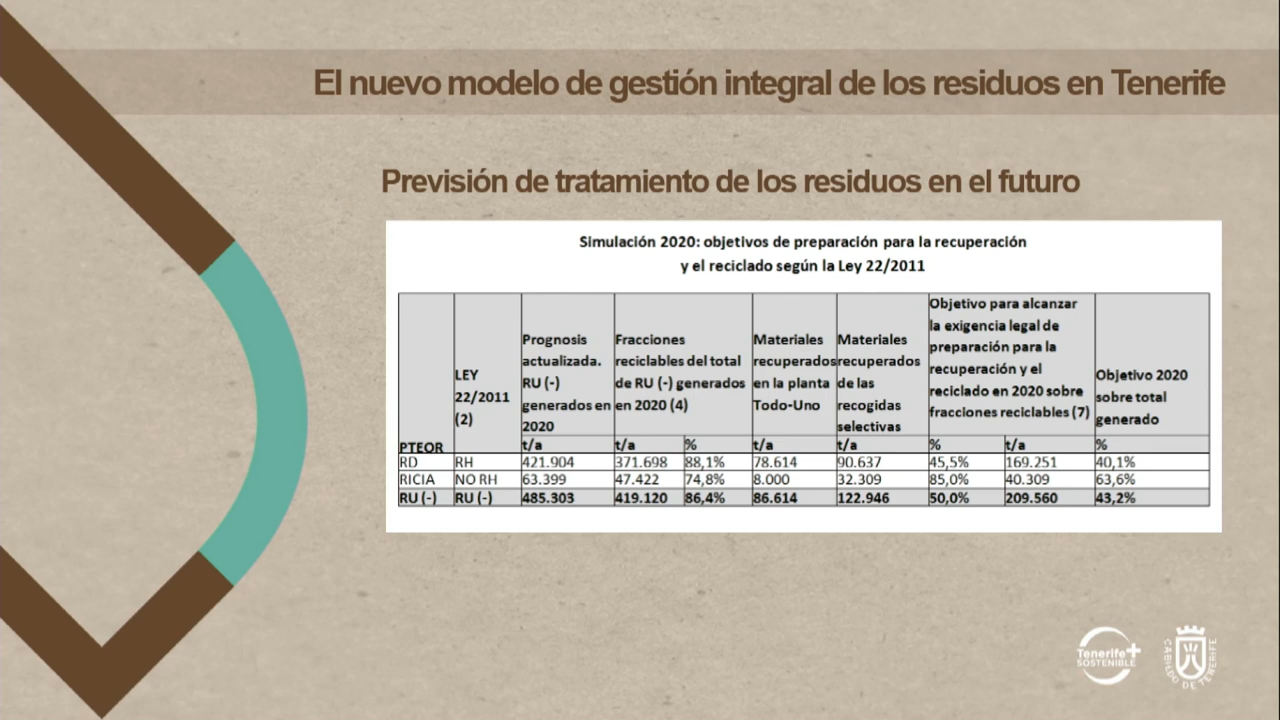 El nuevo modelo de gestión integral de los residuos en Tenerife
Previsión de tratamiento de los residuos en el futuro
Simulación 2020: objetivos de preparación para la recuperación
y el reciclado según la Ley 22/2011
PTEOR
LEY
22/2011
(2)
Prognosis
actualizada.
RU (-)
generados en
2020
Fracciones
reciclables del total
de RU (-) generados
en 2020 (4)
Materiales
recuperados
en la planta
Todo-Uno
Materiales
recuperados
de las
recogidas
selectivas
Objetivo para alcanzar
la exigencia legal de
preparación para la
recuperación y el
reciclado en 2020 sobre
fracciones reciclables (7)
Objetivo 2020
sobre total
generado
t/a t/a % t/a t/a % t/a %
RD RH 421.904 371.698 88,1% 78.614 90.637 45,5% 169.251 40,1%
RICIA NO RH 63.399 47.422 74,8% 8.000 32.309 85,0% 40.309 63,6%
RU (-) RU (-) 485.303 419.120 86,4% 86.614 122.946 50,0% 209.560 43,2%
Tenerife+
SOSTENIBLE
CABILDO DE TENERIFE